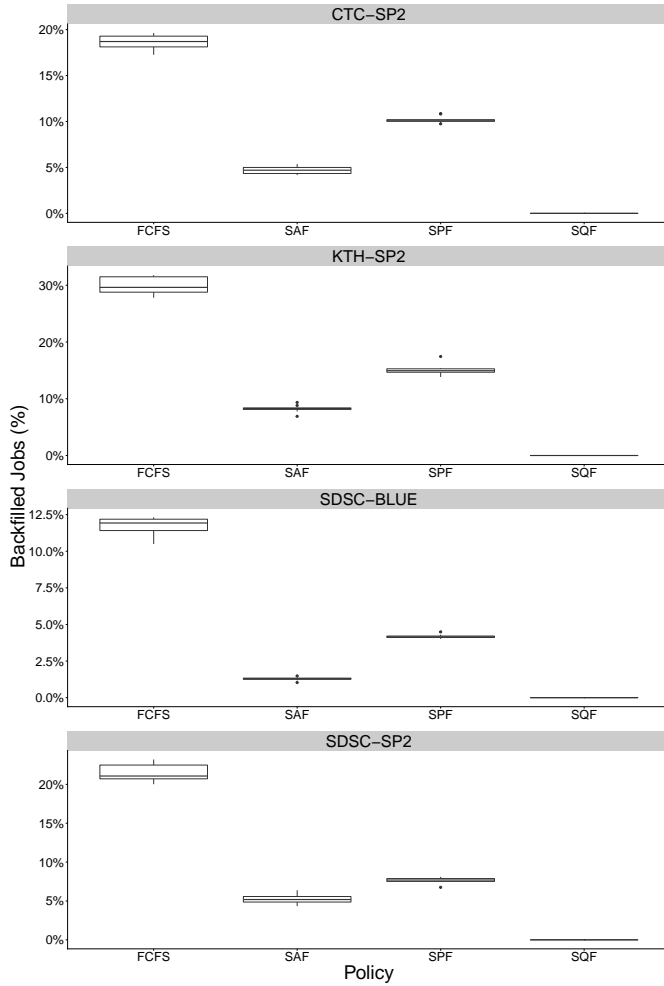 CTC−SP2
20%
15%
10%
5%
0%
FCFS SAF SPF SQF
KTH−SP2
30%
20%
10%
0%
FCFS SAF SPF SQF
SDSC−BLUE
12.5%
10.0%
7.5%
5.0%
2.5%
0.0%
FCFS SAF SPF SQF
SDSC−SP2
20%
15%
10%
5%
0%
FCFS SAF SPF SQF
Policy
Backfilled Jobs (%)